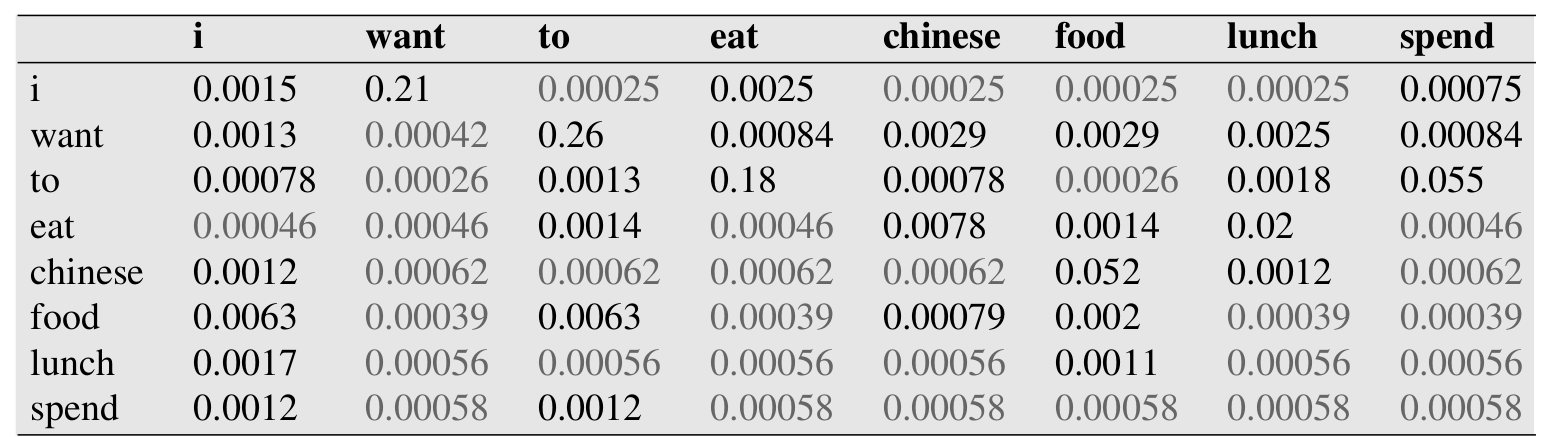 i want to eat chinese food lunch spend
i 0.0015 0.21 0.00025 0.0025 0.00025 0.00025 0.00025 0.00075
want 0.0013 0.00042 0.26 0.00084 0.0029 0.0029 0.0025 0.00084
to 0.00078 0.00026 0.0013 0.18 0.00078 0.00026 0.0018 0.055
eat 0.00046 0.00046 0.0014 0.00046 0.0078 0.0014 0.02 0.00046
chinese 0.0012 0.00062 0.00062 0.00062 0.00062 0.052 0.0012 0.00062
food 0.0063 0.00039 0.0063 0.00039 0.00079 0.002 0.00039 0.00039
lunch 0.0017 0.00056 0.00056 0.00056 0.00056 0.0011 0.00056 0.00056
spend 0.0012 0.00058 0.0012 0.00058 0.00058 0.00058 0.00058 0.00058